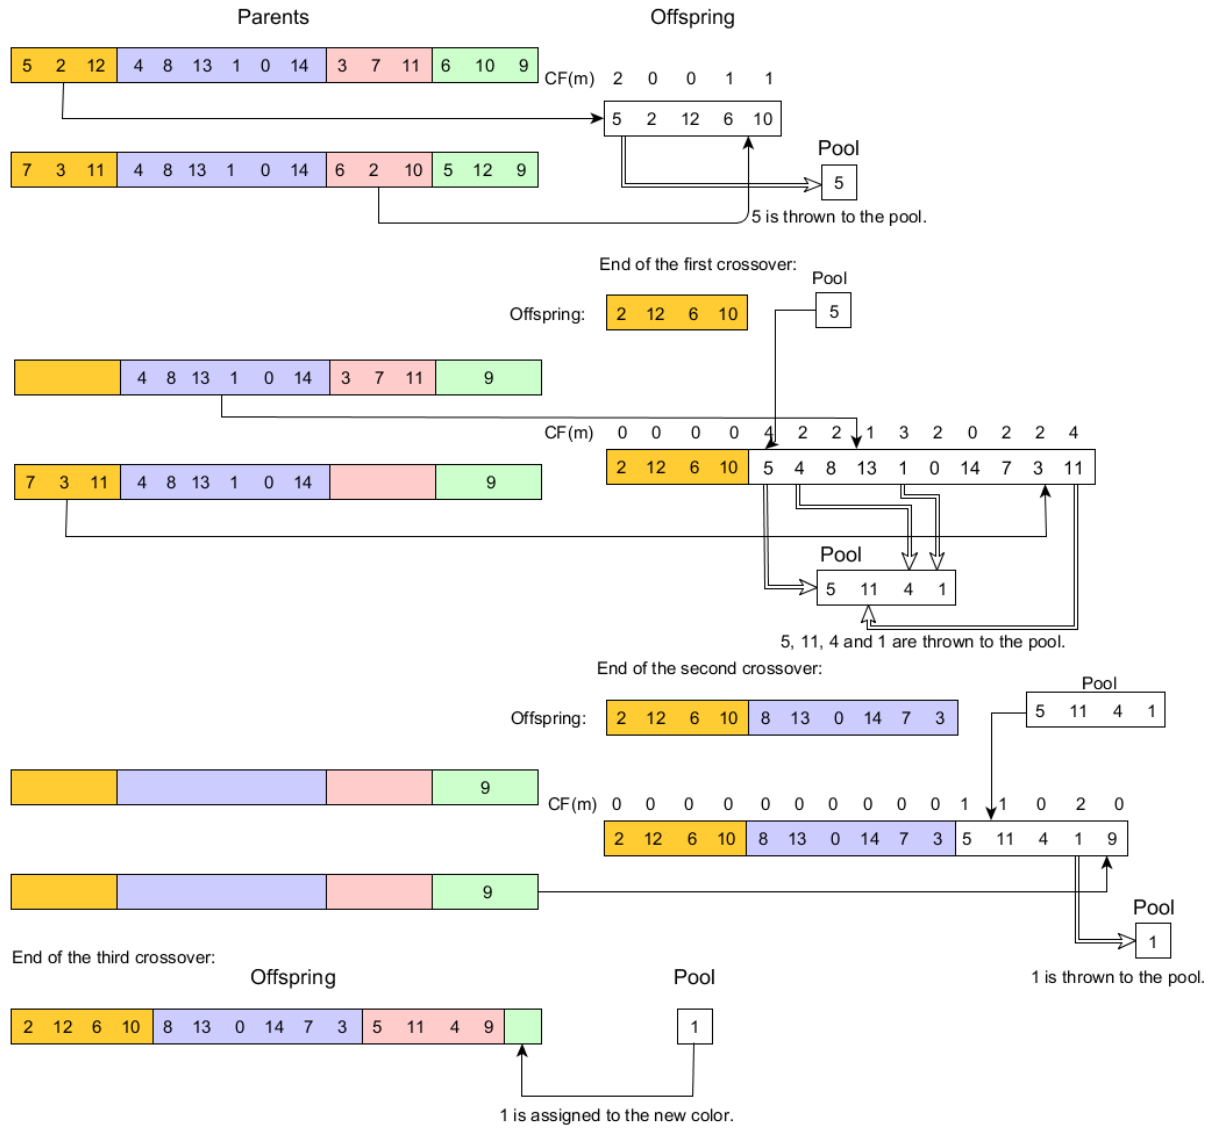 Parents Offspring
5 2 12 4 8 13 1 0 14 3 7 11 6 10 9
CF(m) 2 0 0 1 1
5 2 12 6 10
Pool
7 3 11 4 8 13 1 0 14 6 2 10 5 12 9
5
5 is thrown to the pool.
End of the first crossover:
Pool
Offspring: 2 12 6 10 5
4 8 13 1 0 14 3 7 11 9
CF(m) 0 0 0 0 4 2 2 1 3 2 0 2 2 4
2 12 6 10 5 4 8 13 1 0 14 7 3 11
7 3 11 4 8 13 1 0 14 9
Pool
5 11 4 1
5, 11, 4 and 1 are thrown to the pool.
End of the second crossover:
Pool
Offspring: 2 12 6 10 8 13 0 14 7 3 5 11 4 1
9
CF(m) 0 0 0 0 0 0 0 0 0 0 1 1 0 2 0
2 12 6 10 8 13 0 14 7 3 5 11 4 1 9
9
Pool
1
1 is thrown to the pool.
End of the third crossover:
Offspring Pool
2 12 6 10 8 13 0 14 7 3 5 11 4 9 1
1 is assigned to the new color.